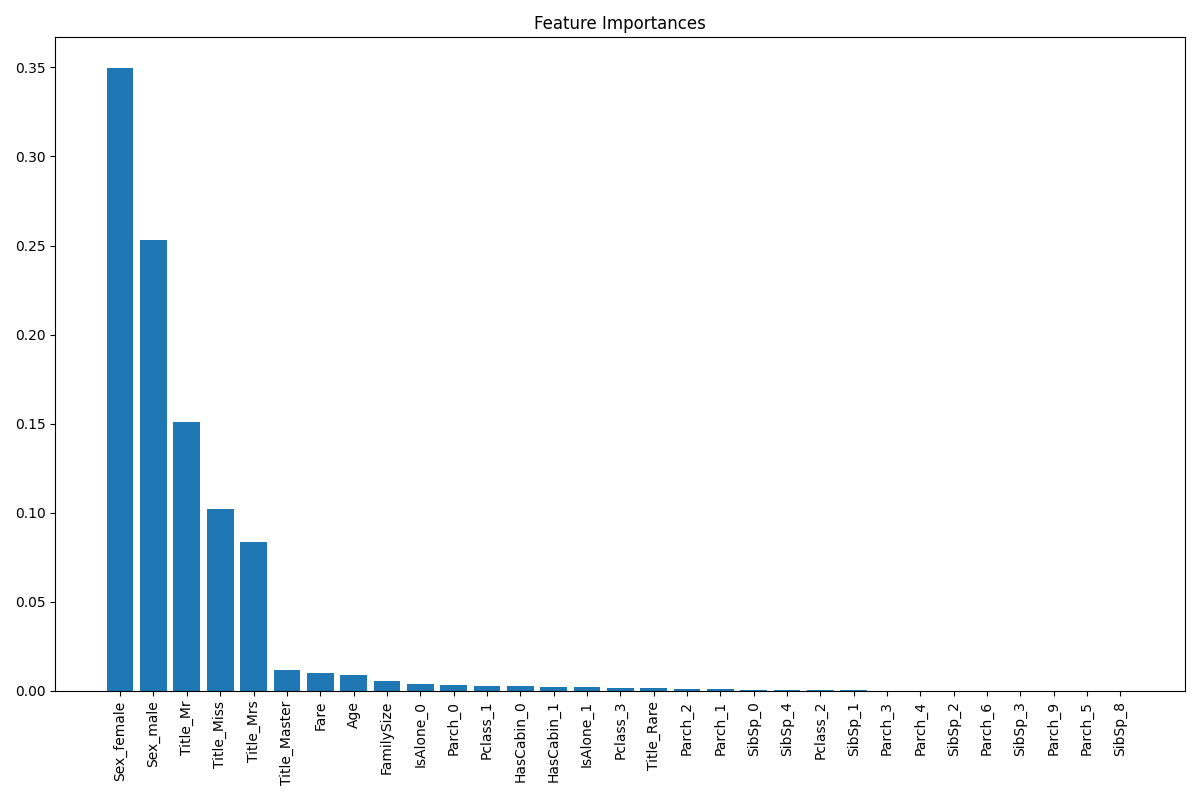 Feature Importances
0.35
0.30
0.25
0.20
0.15
0.10
0.05
0.00
Sex_female
Sex_male
Title_Mr
Title_Miss
Title_Mrs
Title_Master
Fare
Age
FamilySize
IsAlone_0
Parch_0
Pclass_1
HasCabin_0
HasCabin_1
IsAlone_1
Pclass_3
Title_Rare
Parch_2
Parch_1
SibSp_0
SibSp_4
Pclass_2
SibSp_1
Parch_3
Parch_4
SibSp_2
Parch_6
SibSp_3
Parch_9
Parch_5
SibSp_8